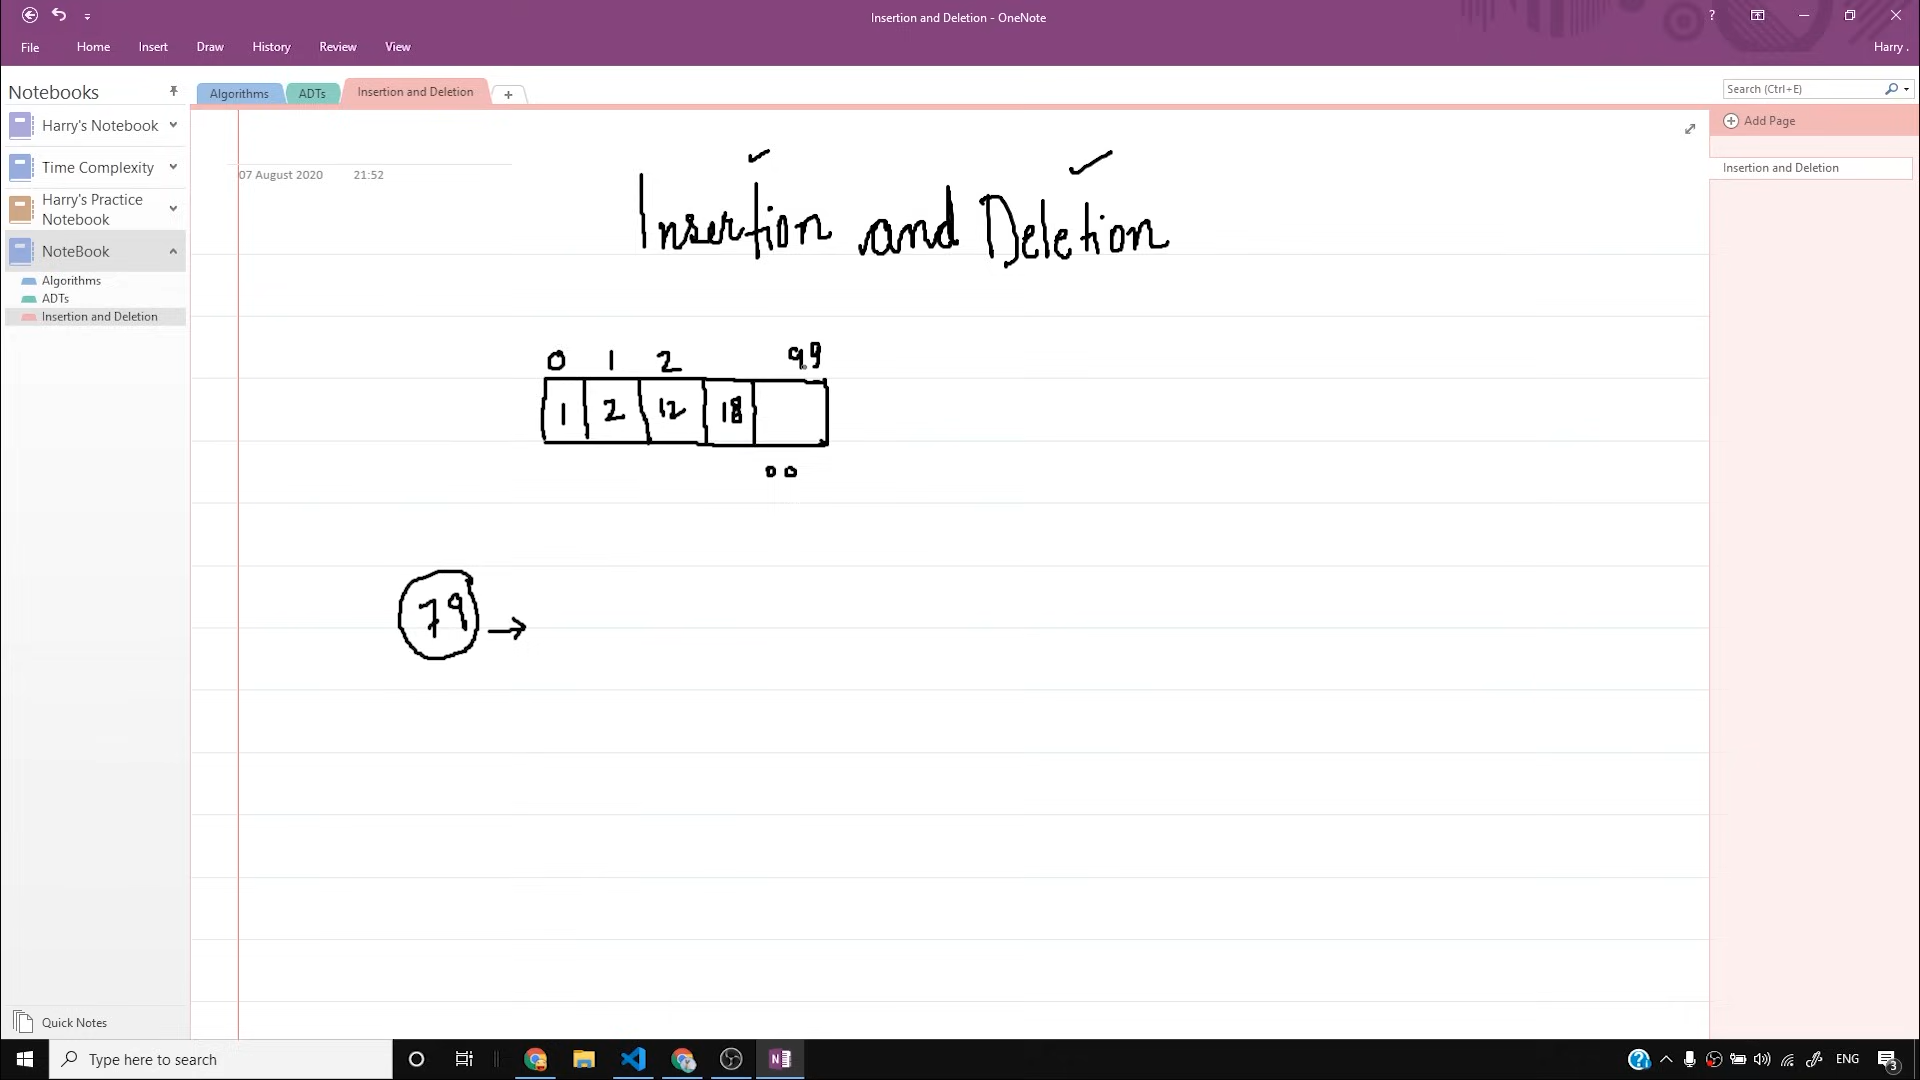 Insertion and Deletion - OneNote
?
File Home Insert Draw History Review View
Harry .
Notebooks
Algorithms ADTs Insertion and Deletion +
Search (Ctrl+E)
Harry's Notebook
Time Complexity
Harry's Practice
Notebook
NoteBook
Algorithms
ADTs
Insertion and Deletion
Quick Notes
07 August 2020 21:52
Insertion and Deletion
0 1 2 99
1 2 12 18
79
Add Page
Insertion and Deletion
Type here to search
ENG
3